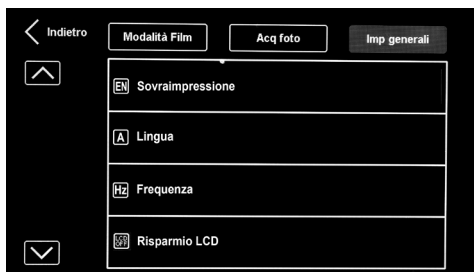 Indietro
Modalità Film
Acq foto
Imp generali
EN Sovraimpressione
A Lingua
Hz Frequenza
LCD OFF Risparmio LCD